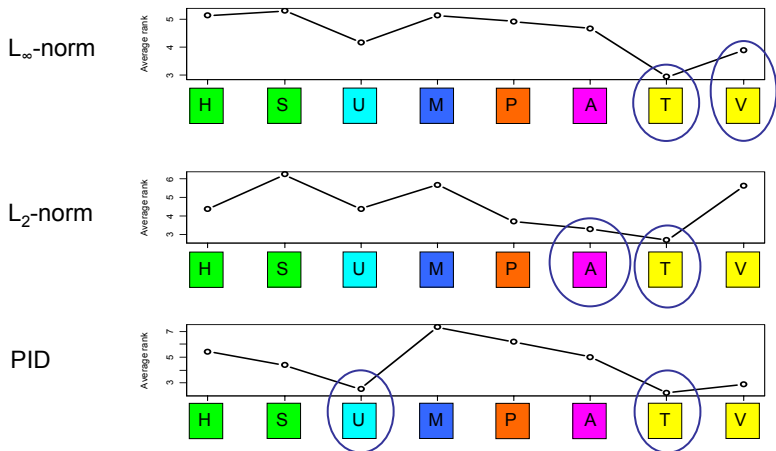 L∞-norm
Average rank
5
3
H S U M P A T V
L₂-norm
Average rank
6
5
4
3
H S U M P A T V
PID
Average rank
7
5
3
H S U M P A T V